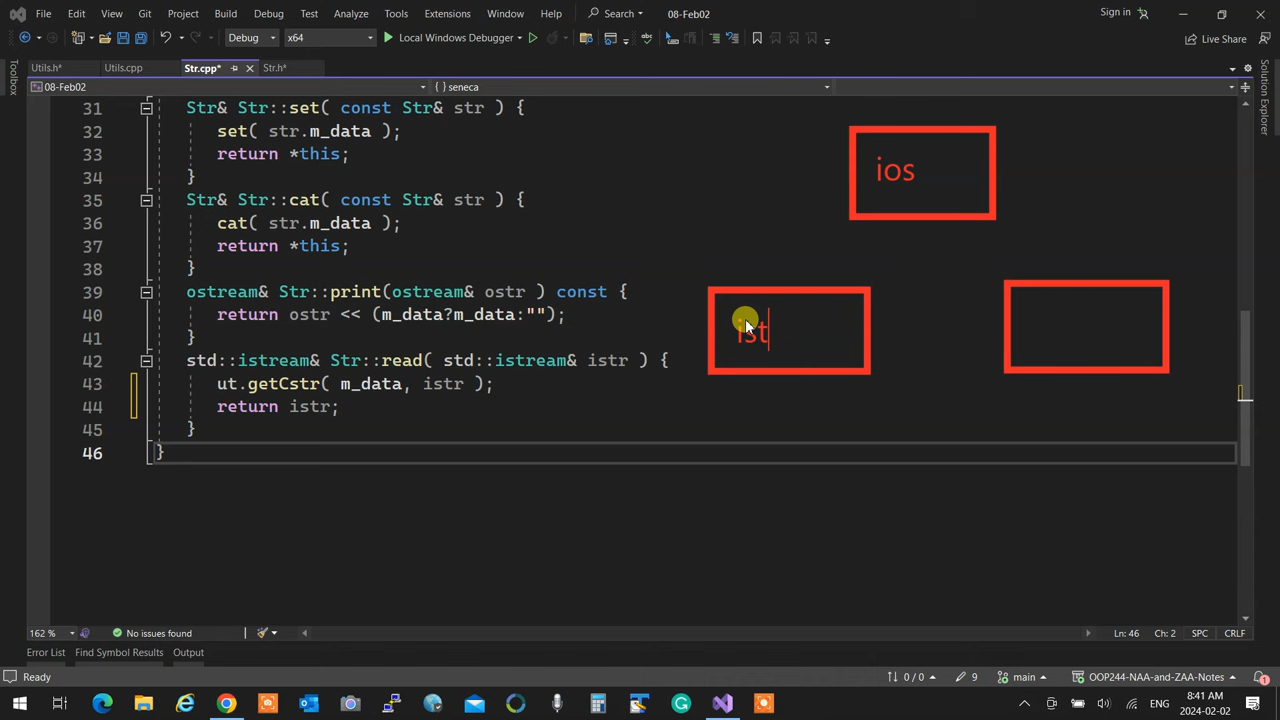 File Edit View Git Project Build Debug Test Analyze Tools Extensions Window Help Search 08-Feb02 Sign in
Debug x64 Local Windows Debugger Live Share
Utils.h* Utils.cpp Str.cpp* Str.h*
08-Feb02 { } seneca
Toolbox
Solution Explorer
31 Str& Str::set( const Str& str ) {
32 set( str.m_data );
33 return *this;
34 }
35 Str& Str::cat( const Str& str ) {
36 cat( str.m_data );
37 return *this;
38 }
39 ostream& Str::print(ostream& ostr ) const {
40 return ostr << (m_data?m_data:"");
41 }
42 std::istream& Str::read( std::istream& istr ) {
43 ut.getCstr( m_data, istr );
44 return istr;
45 }
46 }
ios
ist
162 % No issues found Ln: 46 Ch: 2 SPC CRLF
Error List Find Symbol Results Output
Ready 0 / 0 9 main OOP244-NAA-and-ZAA-Notes 1
8:41 AM
ENG
2024-02-02